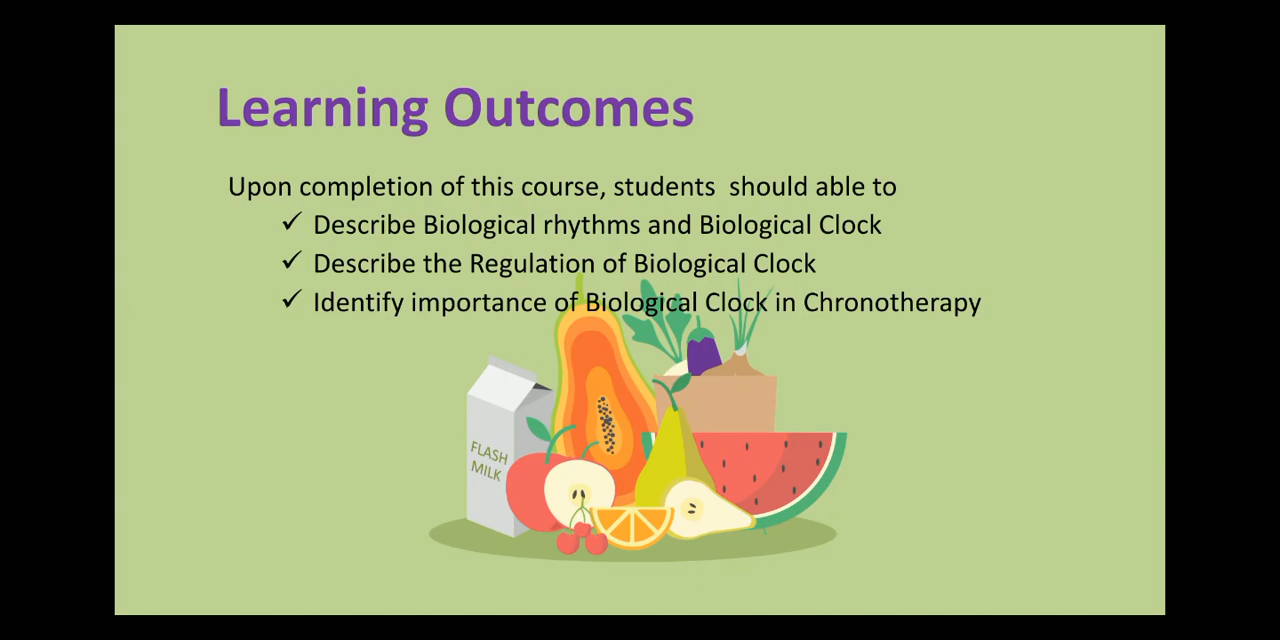 Learning Outcomes
Upon completion of this course, students  should able to
✓ Describe Biological rhythms and Biological Clock
✓ Describe the Regulation of Biological Clock
✓ Identify importance of Biological Clock in Chronotherapy
FLASH
MILK